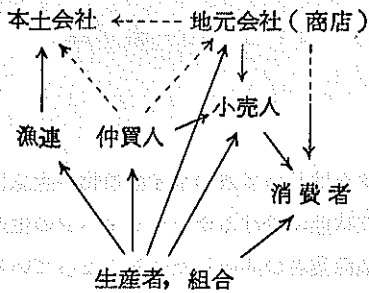 本土会社 地元会社(商店)
小売人
漁連 仲買人
消費者
生産者,組合